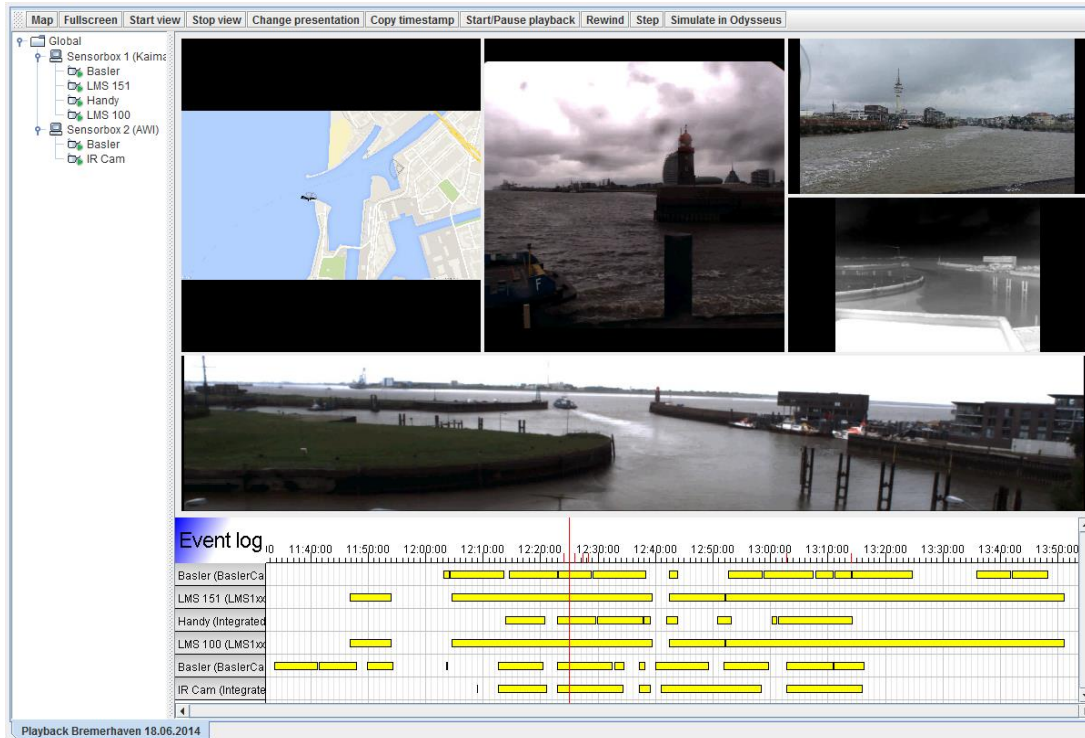 Map Fullscreen Start view Stop view Change presentation Copy timestamp Start/Pause playback Rewind Step Simulate in Odysseus
Global
Sensorbox 1 (Kaima
Basler
LMS 151
Handy
LMS 100
Sensorbox 2 (AWI)
Basler
IR Cam
F
Event log
11:40:00 11:50:00 12:00:00 12:10:00 12:20:00 12:30:00 12:40:00 12:50:00 13:00:00 13:10:00 13:20:00 13:30:00 13:40:00 13:50:00
Basler (BaslerCa
LMS 151 (LMS1xx
Handy (Integrated
LMS 100 (LMS1xx
Basler (BaslerCa
IR Cam (Integrate
Playback Bremerhaven 18.06.2014